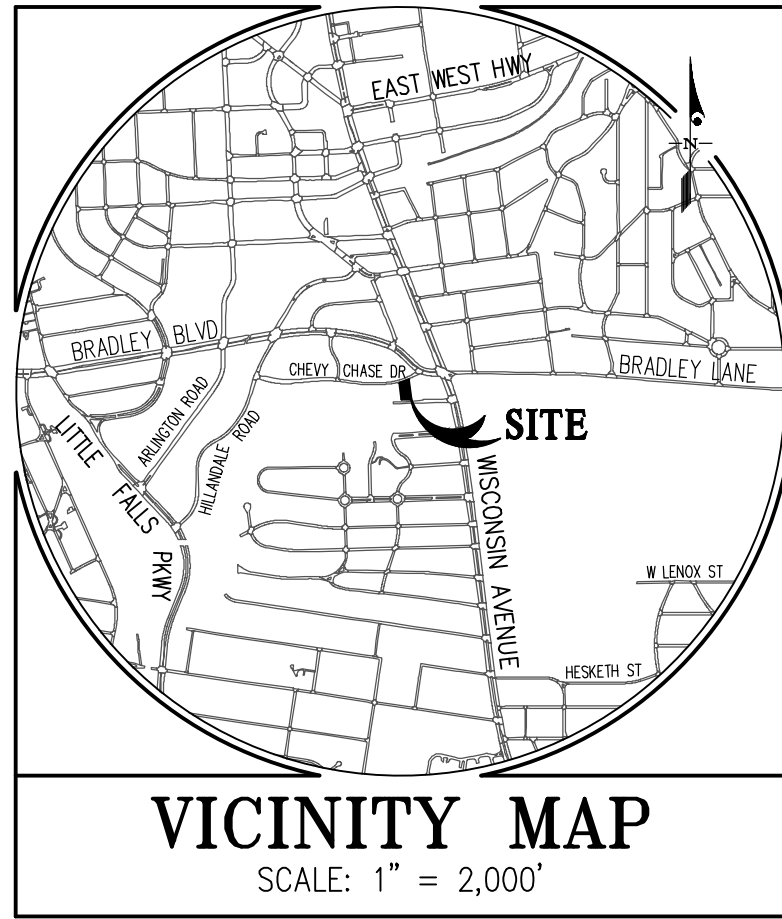 EAST WEST HWY
N
BRADLEY BLVD
CHEVY CHASE DR
BRADLEY LANE
ARLINGTON ROAD
HILLANDALE ROAD
SITE
LITTLE FALLS PKWY
WISCONSIN AVENUE
W LENOX ST
HESKETH ST
VICINITY MAP
SCALE: 1" = 2,000'